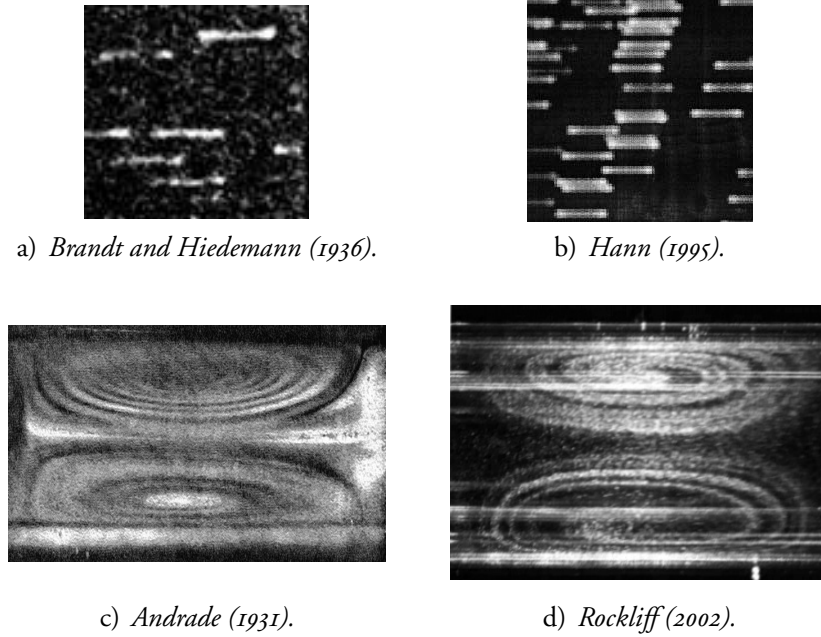 a) Brandt and Hiedemann (1936).
b) Hann (1995).
c) Andrade (1931).
d) Rockliff (2002).